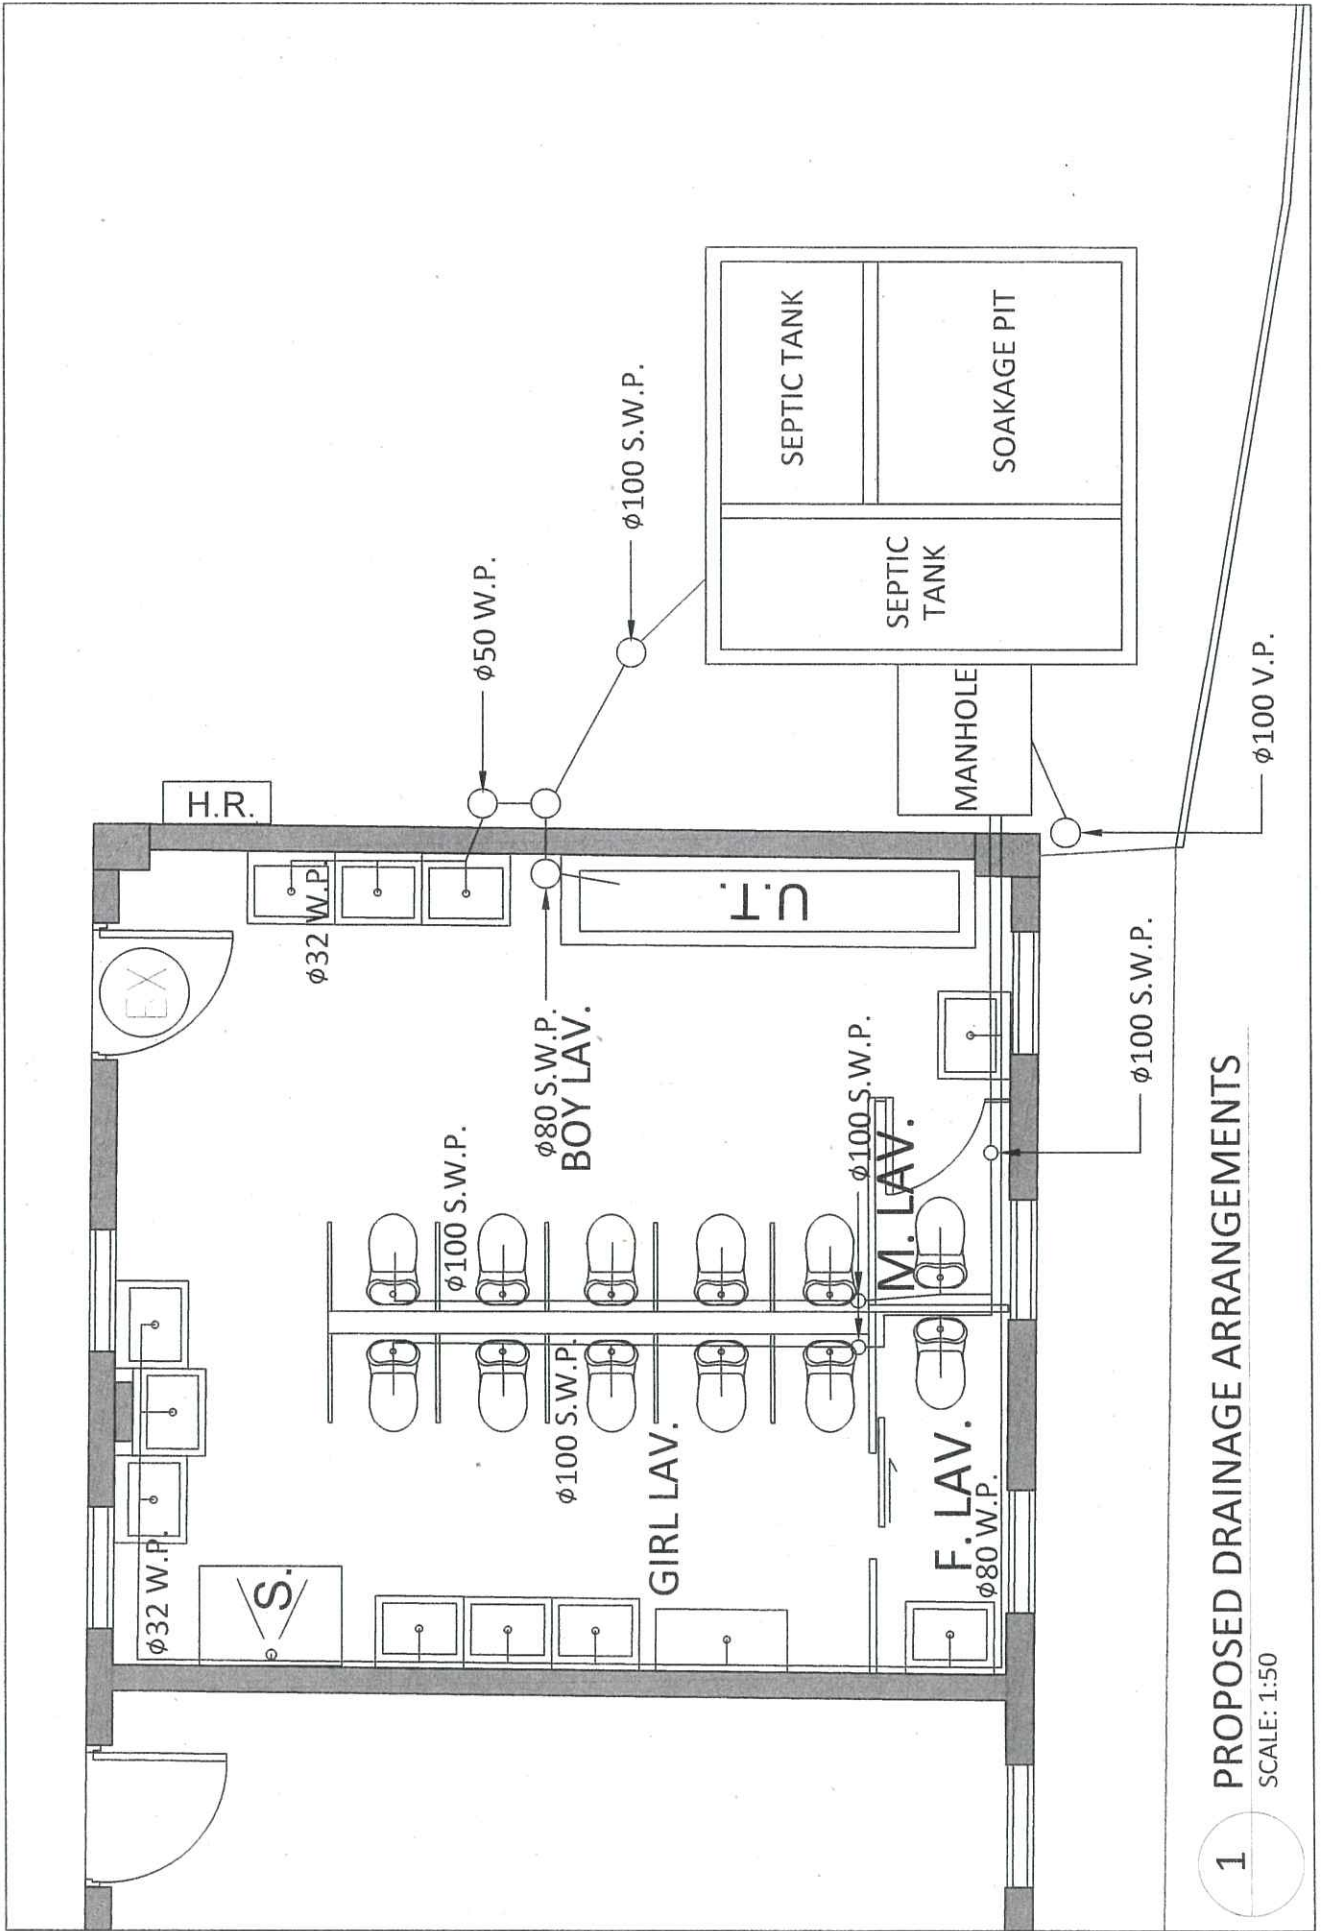 H.R.
EX
φ32 W.P.
φ50 W.P.
φ100 S.W.P.
SEPTIC TANK
SOAKAGE PIT
SEPTIC
TANK
MANHOLE
φ100 V.P.
U.T.
φ80 S.W.P.
BOY LAV.
φ100 S.W.P.
φ100 S.W.P.
M. LAV.
φ100 S.W.P.
φ32 W.P.
S.
φ100 S.W.P.
GIRL LAV.
F. LAV.
φ80 W.P.
1
PROPOSED DRAINAGE ARRANGEMENTS
SCALE: 1:50